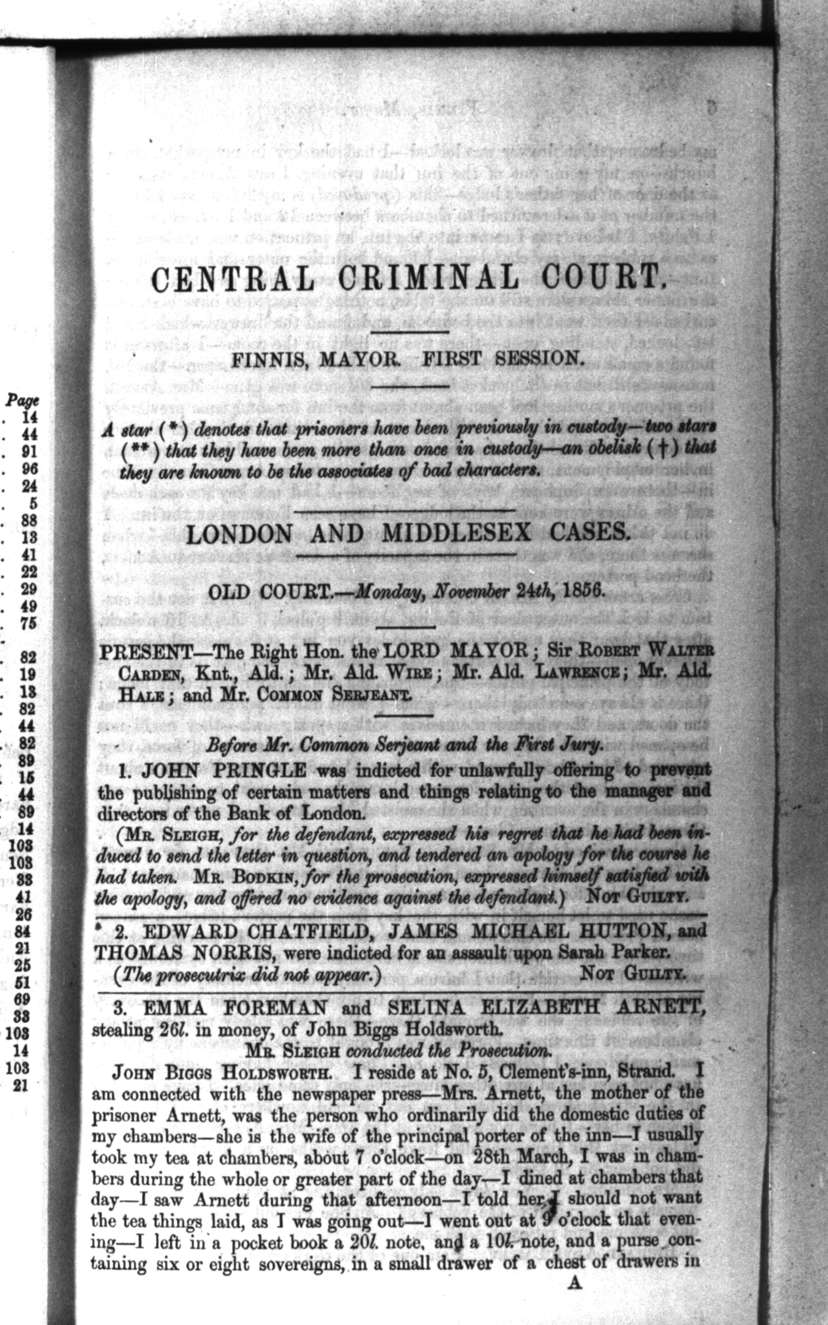 Page
14
44
91
96
24
5
88
13
41
22
29
49
75
82
19
13
82
44
82
89
15
44
89
14
103
103
33
41
26
84
21
25
51
69
33
103
14
103
21
CENTRAL CRIMINAL COURT.
FINNIS, MAYOR. FIRST SESSION.
A star (*) denotes that prisoners have been previously in custody—two stars
(**) that they have been more than once in custody—an obelisk (†) that
they are known to be the associates of bad characters.
LONDON AND MIDDLESEX CASES.
OLD COURT.—Monday, November 24th, 1856.
PRESENT—The Right Hon. the LORD MAYOR; Sir ROBERT WALTER
CARDEN, Knt., Ald.; Mr. Ald. WIRE; Mr. Ald. LAWRENCE; Mr. Ald.
HALE; and Mr. COMMON SERJEANT.
Before Mr. Common Serjeant and the First Jury.
1. JOHN PRINGLE was indicted for unlawfully offering to prevent
the publishing of certain matters and things relating to the manager and
directors of the Bank of London.
(MR. SLEIGH, for the defendant, expressed his regret that he had been in-
duced to send the letter in question, and tendered an apology for the course he
had taken. MR. BODKIN, for the prosecution, expressed himself satisfied with
the apology, and offered no evidence against the defendant.) NOT GUILTY.
2. EDWARD CHATFIELD, JAMES MICHAEL HUTTON, and
THOMAS NORRIS, were indicted for an assault upon Sarah Parker.
(The prosecutrix did not appear.) NOT GUILTY.
3. EMMA FOREMAN and SELINA ELIZABETH ARNETT,
stealing 26l. in money, of John Biggs Holdsworth.
MR. SLEIGH conducted the Prosecution.
JOHN BIGGS HOLDSWORTH. I reside at No. 5, Clement's-inn, Strand. I
am connected with the newspaper press—Mrs. Arnett, the mother of the
prisoner Arnett, was the person who ordinarily did the domestic duties of
my chambers—she is the wife of the principal porter of the inn—I usually
took my tea at chambers, about 7 o'clock—on 28th March, I was in cham-
bers during the whole or greater part of the day—I dined at chambers that
day—I saw Arnett during that afternoon—I told her I should not want
the tea things laid, as I was going out—I went out at 9 o'clock that even-
ing—I left in a pocket book a 20l. note, and a 10l. note, and a purse con-
taining six or eight sovereigns, in a small drawer of a chest of drawers in
A